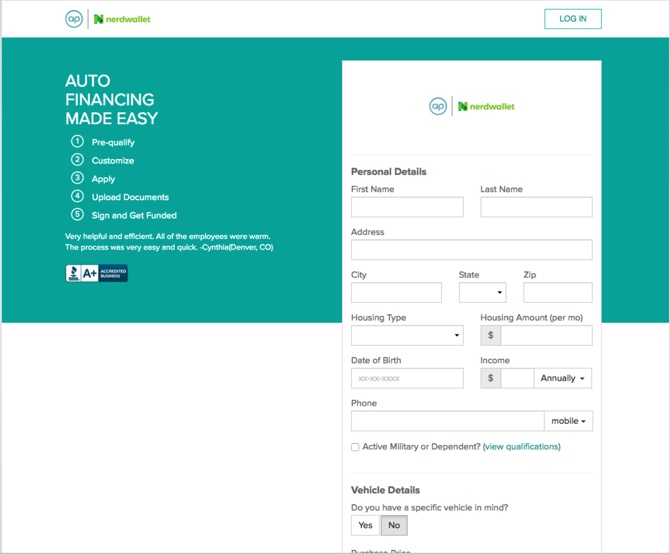 ap nerdwallet
LOG IN
AUTO
FINANCING
MADE EASY
1 Pre-qualify
2 Customize
3 Apply
4 Upload Documents
5 Sign and Get Funded
Very helpful and efficient. All of the employees were warm.
The process was very easy and quick. -Cynthia(Denver, CO)
BBB A+ ACCREDITED
BUSINESS
ap nerdwallet
Personal Details
First Name Last Name
Address
City State Zip
Housing Type Housing Amount (per mo)
$
Date of Birth Income
xx-xx-xxxx $ Annually
Phone
mobile
Active Military or Dependent? (view qualifications)
Vehicle Details
Do you have a specific vehicle in mind?
Yes No
Purchase Price